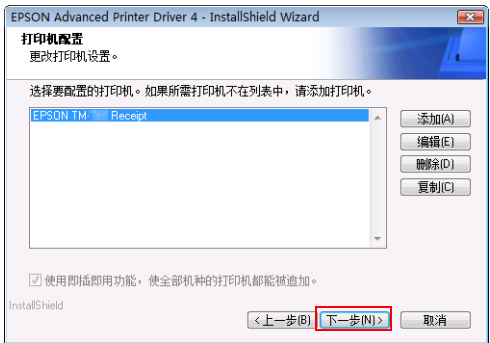 EPSON Advanced Printer Driver 4 - InstallShield Wizard
打印机配置
更改打印机设置。
选择要配置的打印机。如果所需打印机不在列表中，请添加打印机。
EPSON TM- Receipt
添加(A)
编辑(E)
删除(D)
复制(C)
使用即插即用功能，使全部机种的打印机都能被追加。
InstallShield
<上一步(B)
下一步(N)>
取消